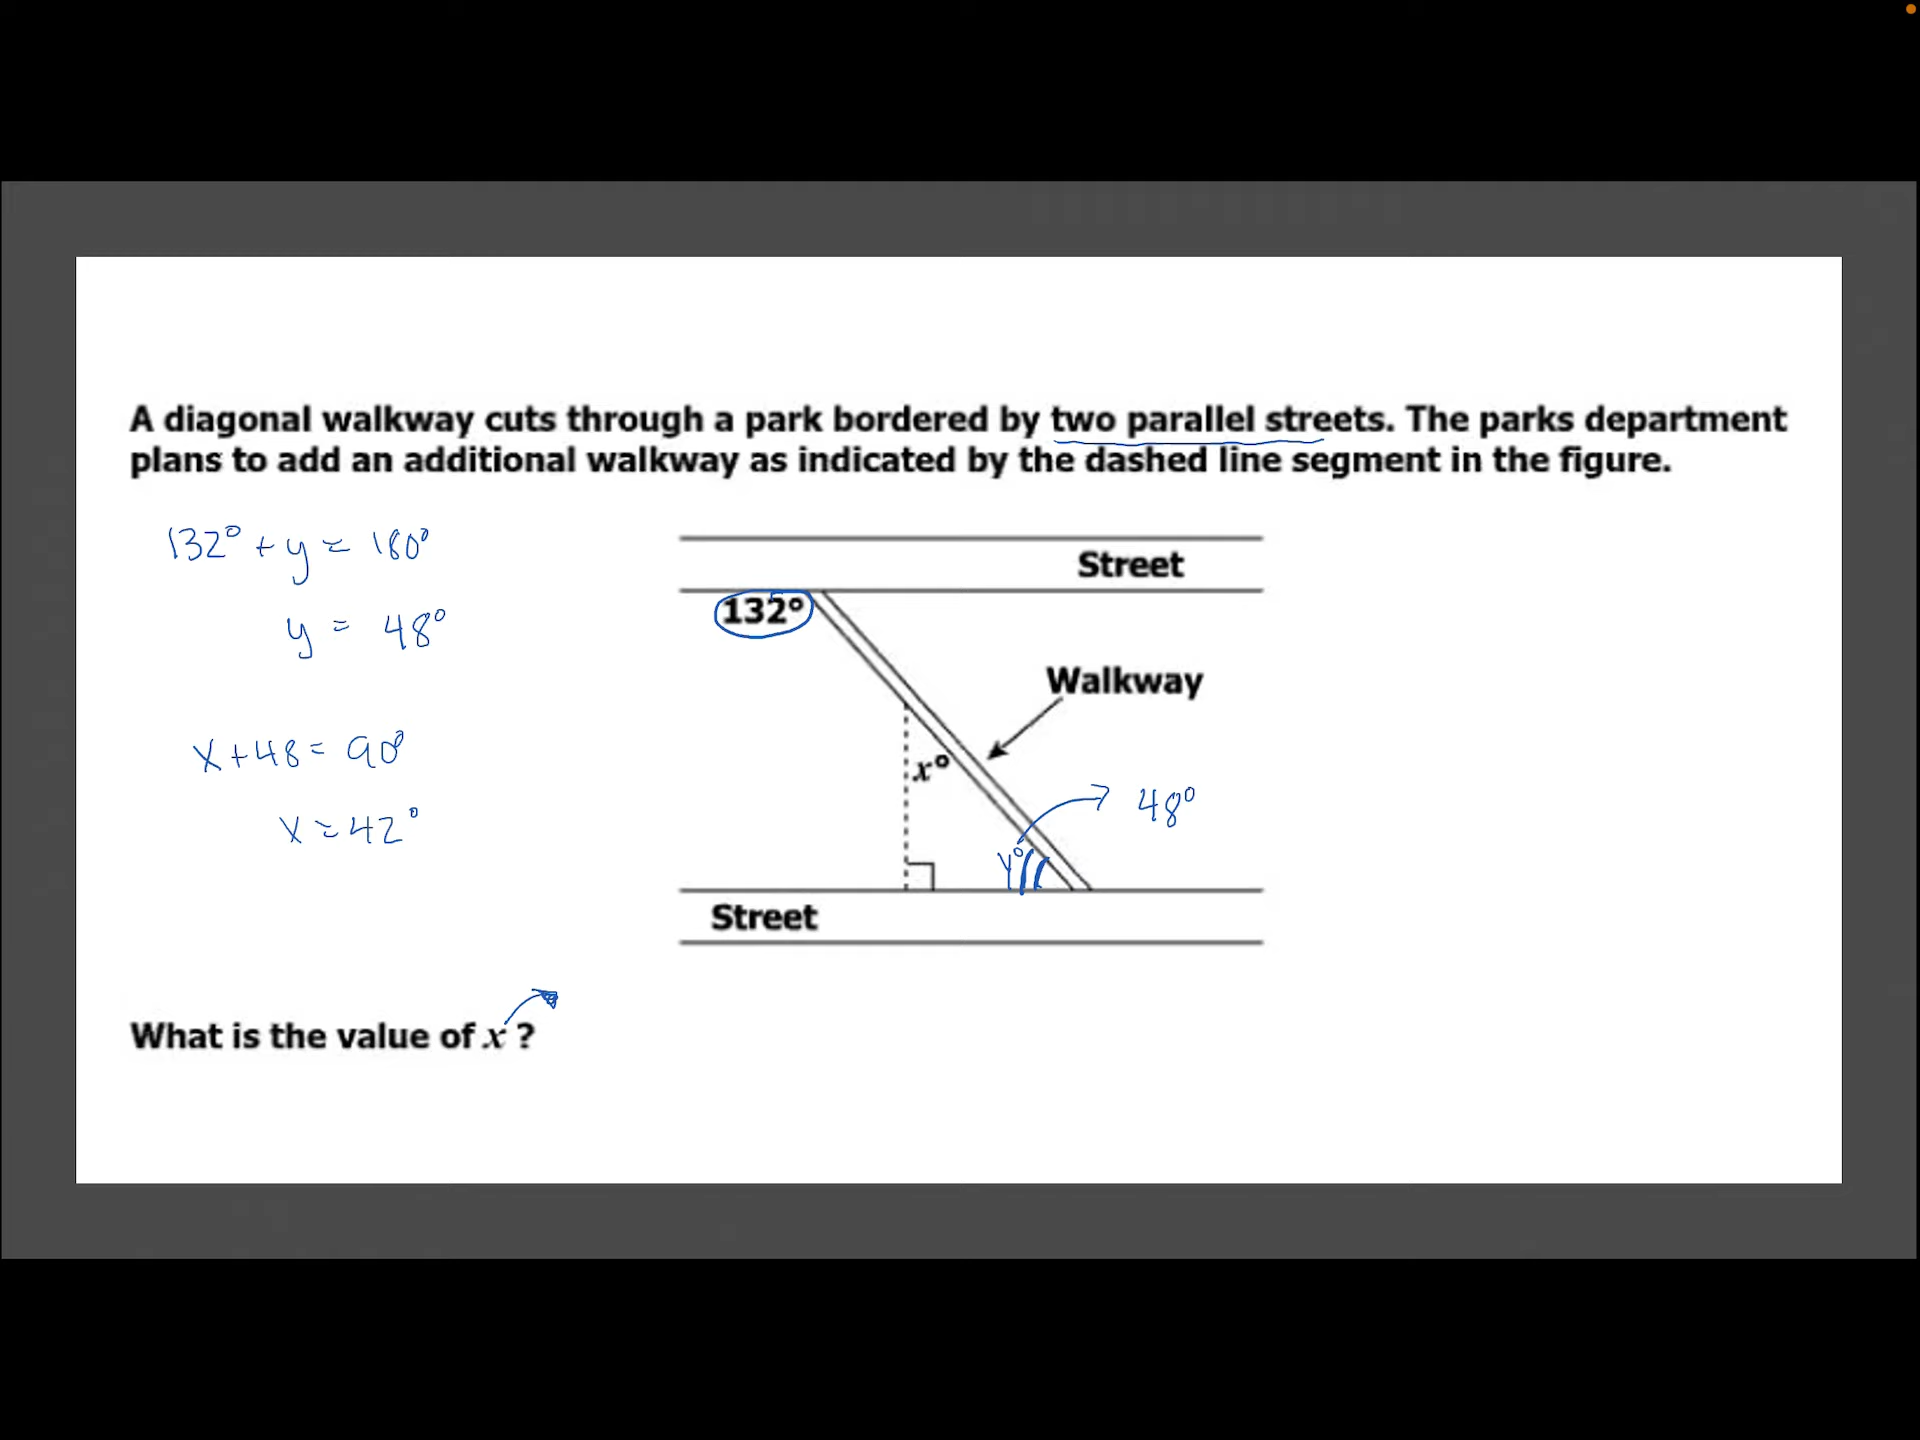 A diagonal walkway cuts through a park bordered by two parallel streets. The parks department
plans to add an additional walkway as indicated by the dashed line segment in the figure.
132° + y = 180°
y = 48°
x + 48 = 90°
x = 42°
Street
132°
Walkway
x°
48°
y°
Street
What is the value of x ?